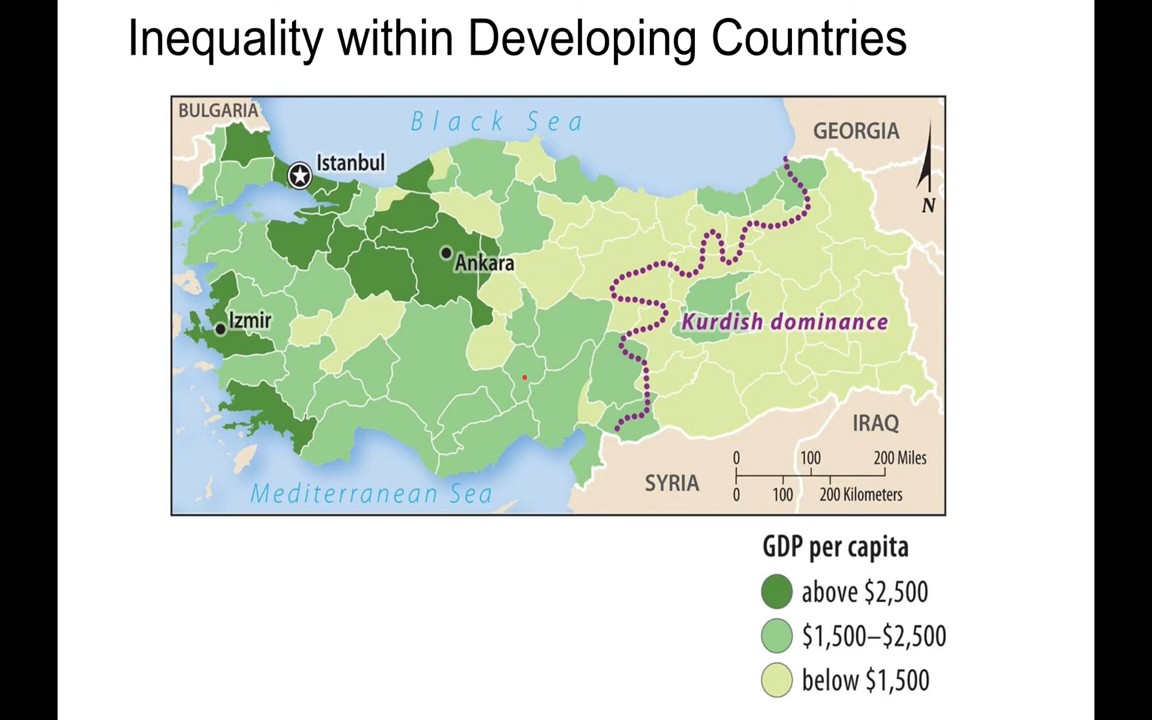 Inequality within Developing Countries
BULGARIA
Black Sea
GEORGIA
Istanbul
N
Ankara
Izmir
Kurdish dominance
IRAQ
SYRIA
0 100 200 Miles
0 100 200 Kilometers
Mediterranean Sea
GDP per capita
above $2,500
$1,500–$2,500
below $1,500